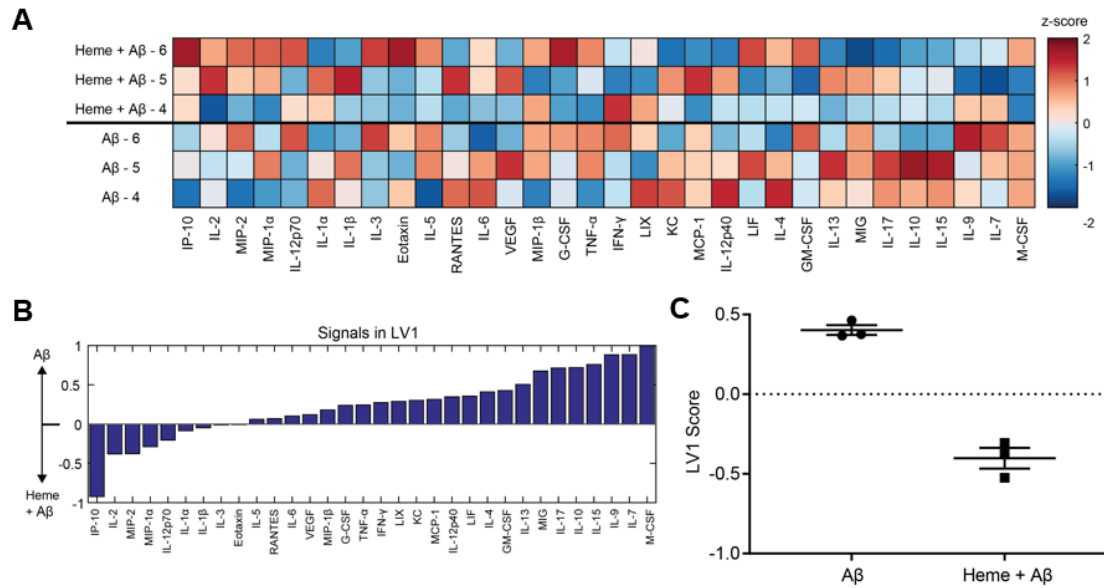 A
z-score
Heme + Aβ - 6
Heme + Aβ - 5
Heme + Aβ - 4
Aβ - 6
Aβ - 5
Aβ - 4
2
1
0
-1
-2
IP-10
IL-2
MIP-2
MIP-1α
IL-12p70
IL-1α
IL-1β
IL-3
Eotaxin
IL-5
RANTES
IL-6
VEGF
MIP-1β
G-CSF
TNF-α
IFN-γ
LIX
KC
MCP-1
IL-12p40
LIF
IL-4
GM-CSF
IL-13
MIG
IL-17
IL-10
IL-15
IL-9
IL-7
M-CSF
B
Signals in LV1
Aβ
Heme
+ Aβ
1
0.5
0
-0.5
-1
IP-10
IL-2
MIP-2
MIP-1α
IL-12p70
IL-1α
IL-1β
IL-3
Eotaxin
IL-5
RANTES
IL-6
VEGF
MIP-1β
G-CSF
TNF-α
IFN-γ
LIX
KC
MCP-1
IL-12p40
LIF
IL-4
GM-CSF
IL-13
MIG
IL-17
IL-10
IL-15
IL-9
IL-7
M-CSF
C
LV1 Score
0.5
0.0
-0.5
-1.0
Aβ
Heme + Aβ